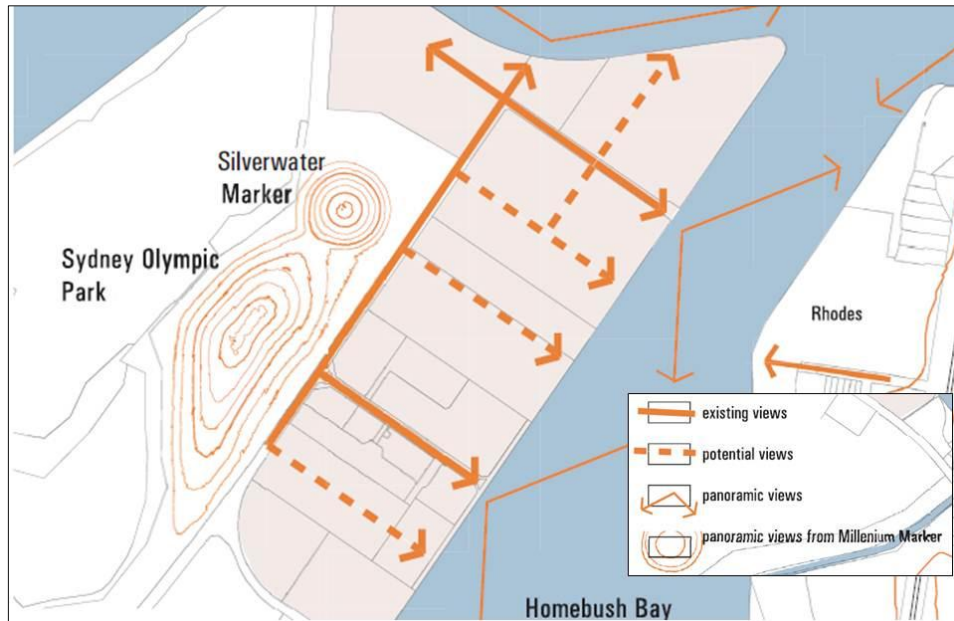 Silverwater
Marker
Sydney Olympic
Park
Rhodes
existing views
potential views
panoramic views
panoramic views from Millenium Marker
Homebush Bay